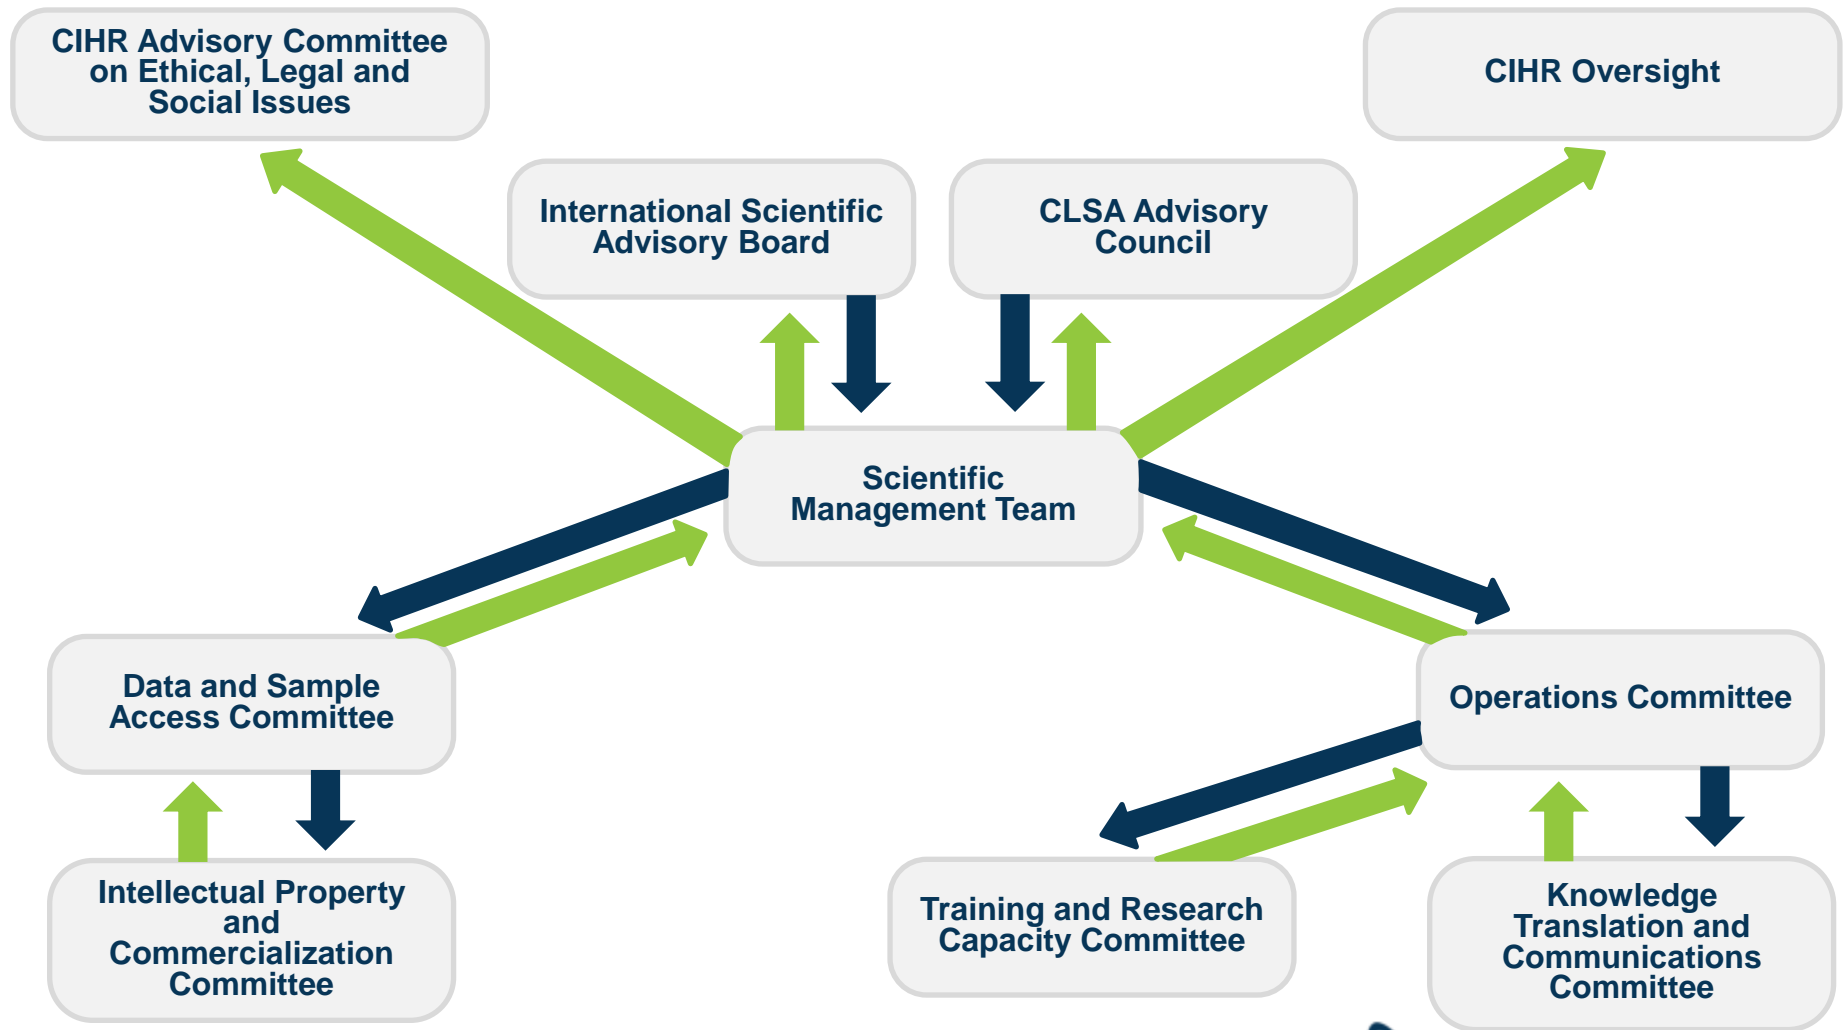 CIHR Advisory Committee
on Ethical, Legal and
Social Issues
CIHR Oversight
International Scientific
Advisory Board
CLSA Advisory
Council
Scientific
Management Team
Data and Sample
Access Committee
Operations Committee
Intellectual Property
and
Commercialization
Committee
Training and Research
Capacity Committee
Knowledge
Translation and
Communications
Committee